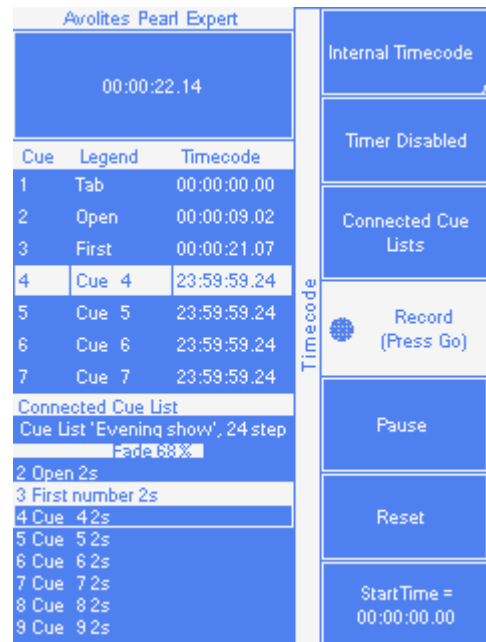 Avolites Pearl Expert
00:00:22.14
Cue Legend Timecode
1 Tab 00:00:00.00
2 Open 00:00:09.02
3 First 00:00:21.07
4 Cue 4 23:59:59.24
5 Cue 5 23:59:59.24
6 Cue 6 23:59:59.24
7 Cue 7 23:59:59.24
Connected Cue List
Cue List 'Evening show', 24 step
Fade 68%
2 Open 2s
3 First number 2s
4 Cue 4 2s
5 Cue 5 2s
6 Cue 6 2s
7 Cue 7 2s
8 Cue 8 2s
9 Cue 9 2s
Timecode
Internal Timecode
Timer Disabled
Connected Cue
Lists
Record
(Press Go)
Pause
Reset
StartTime =
00:00:00.00